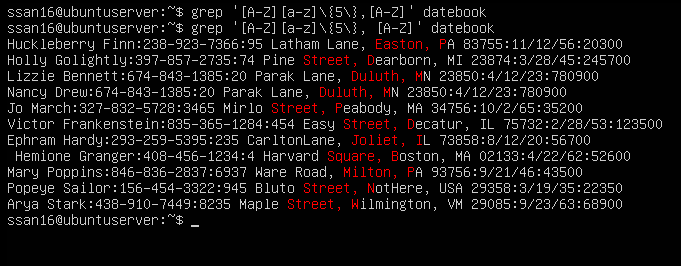 ssan16@ubuntuserver:~$ grep '[A-Z][a-z]\{5\},[A-Z]' datebook
ssan16@ubuntuserver:~$ grep '[A-Z][a-z]\{5\}, [A-Z]' datebook
Huckleberry Finn:238-923-7366:95 Latham Lane, Easton, PA 83755:11/12/56:20300
Holly Golightly:397-857-2735:74 Pine Street, Dearborn, MI 23874:3/28/45:245700
Lizzie Bennett:674-843-1385:20 Parak Lane, Duluth, MN 23850:4/12/23:780900
Nancy Drew:674-843-1385:20 Parak Lane, Duluth, MN 23850:4/12/23:780900
Jo March:327-832-5728:3465 Mirlo Street, Peabody, MA 34756:10/2/65:35200
Victor Frankenstein:835-365-1284:454 Easy Street, Decatur, IL 75732:2/28/53:123500
Ephram Hardy:293-259-5395:235 CarltonLane, Joliet, IL 73858:8/12/20:56700
 Hemione Granger:408-456-1234:4 Harvard Square, Boston, MA 02133:4/22/62:52600
Mary Poppins:846-836-2837:6937 Ware Road, Milton, PA 93756:9/21/46:43500
Popeye Sailor:156-454-3322:945 Bluto Street, NotHere, USA 29358:3/19/35:22350
Arya Stark:438-910-7449:8235 Maple Street, Wilmington, VM 29085:9/23/63:68900
ssan16@ubuntuserver:~$ _